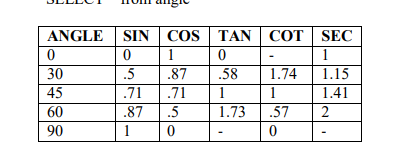 from angle
ANGLE SIN COS TAN COT SEC
0 0 1 0 - 1
30 .5 .87 .58 1.74 1.15
45 .71 .71 1 1 1.41
60 .87 .5 1.73 .57 2
90 1 0 - 0 -